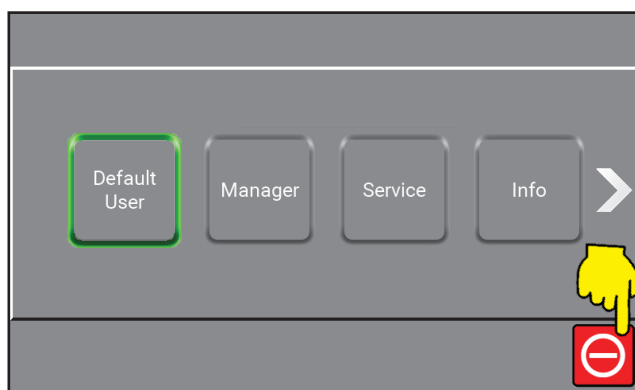 Default
User
Manager
Service
Info